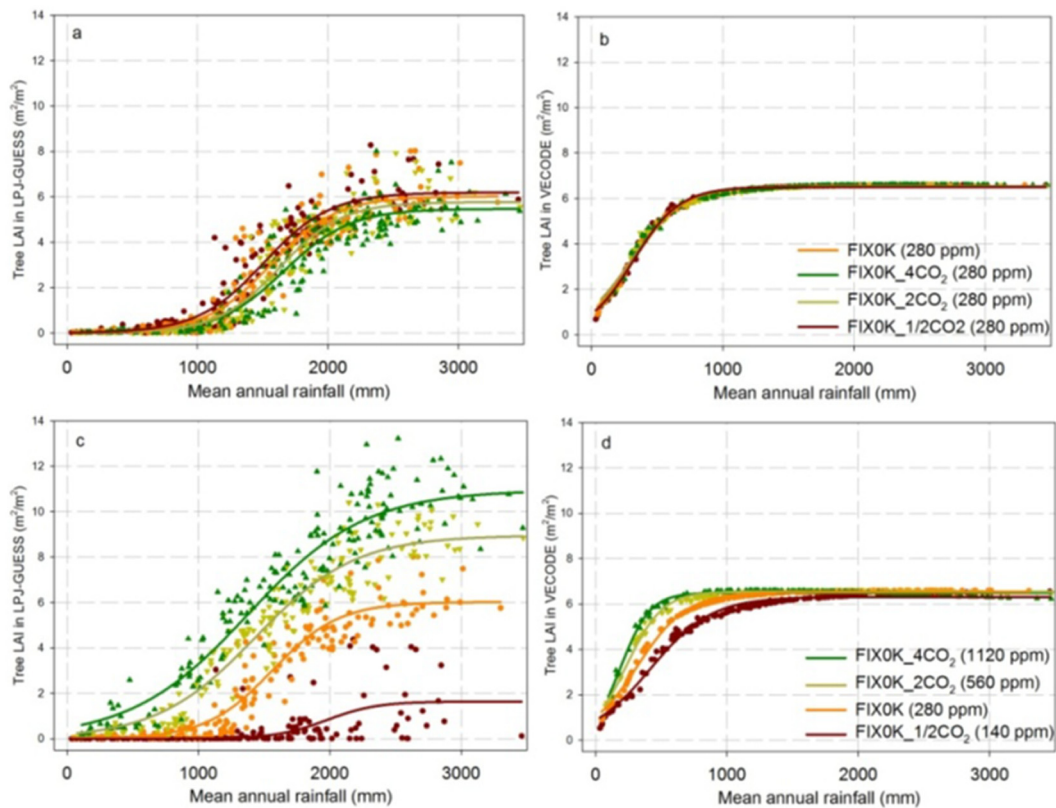 a
14
12
10
8
6
4
2
0
Tree LAI in LPJ-GUESS (m²/m²)
0 1000 2000 3000
Mean annual rainfall (mm)
b
14
12
10
8
6
4
2
0
Tree LAI in VECODE (m²/m²)
FIX0K (280 ppm)
FIX0K_4CO₂ (280 ppm)
FIX0K_2CO₂ (280 ppm)
FIX0K_1/2CO2 (280 ppm)
0 1000 2000 3000
Mean annual rainfall (mm)
c
14
12
10
8
6
4
2
0
Tree LAI in LPJ-GUESS (m²/m²)
0 1000 2000 3000
Mean annual rainfall (mm)
d
14
12
10
8
6
4
2
0
Tree LAI in VECODE (m²/m²)
FIX0K_4CO₂ (1120 ppm)
FIX0K_2CO₂ (560 ppm)
FIX0K (280 ppm)
FIX0K_1/2CO₂ (140 ppm)
0 1000 2000 3000
Mean annual rainfall (mm)